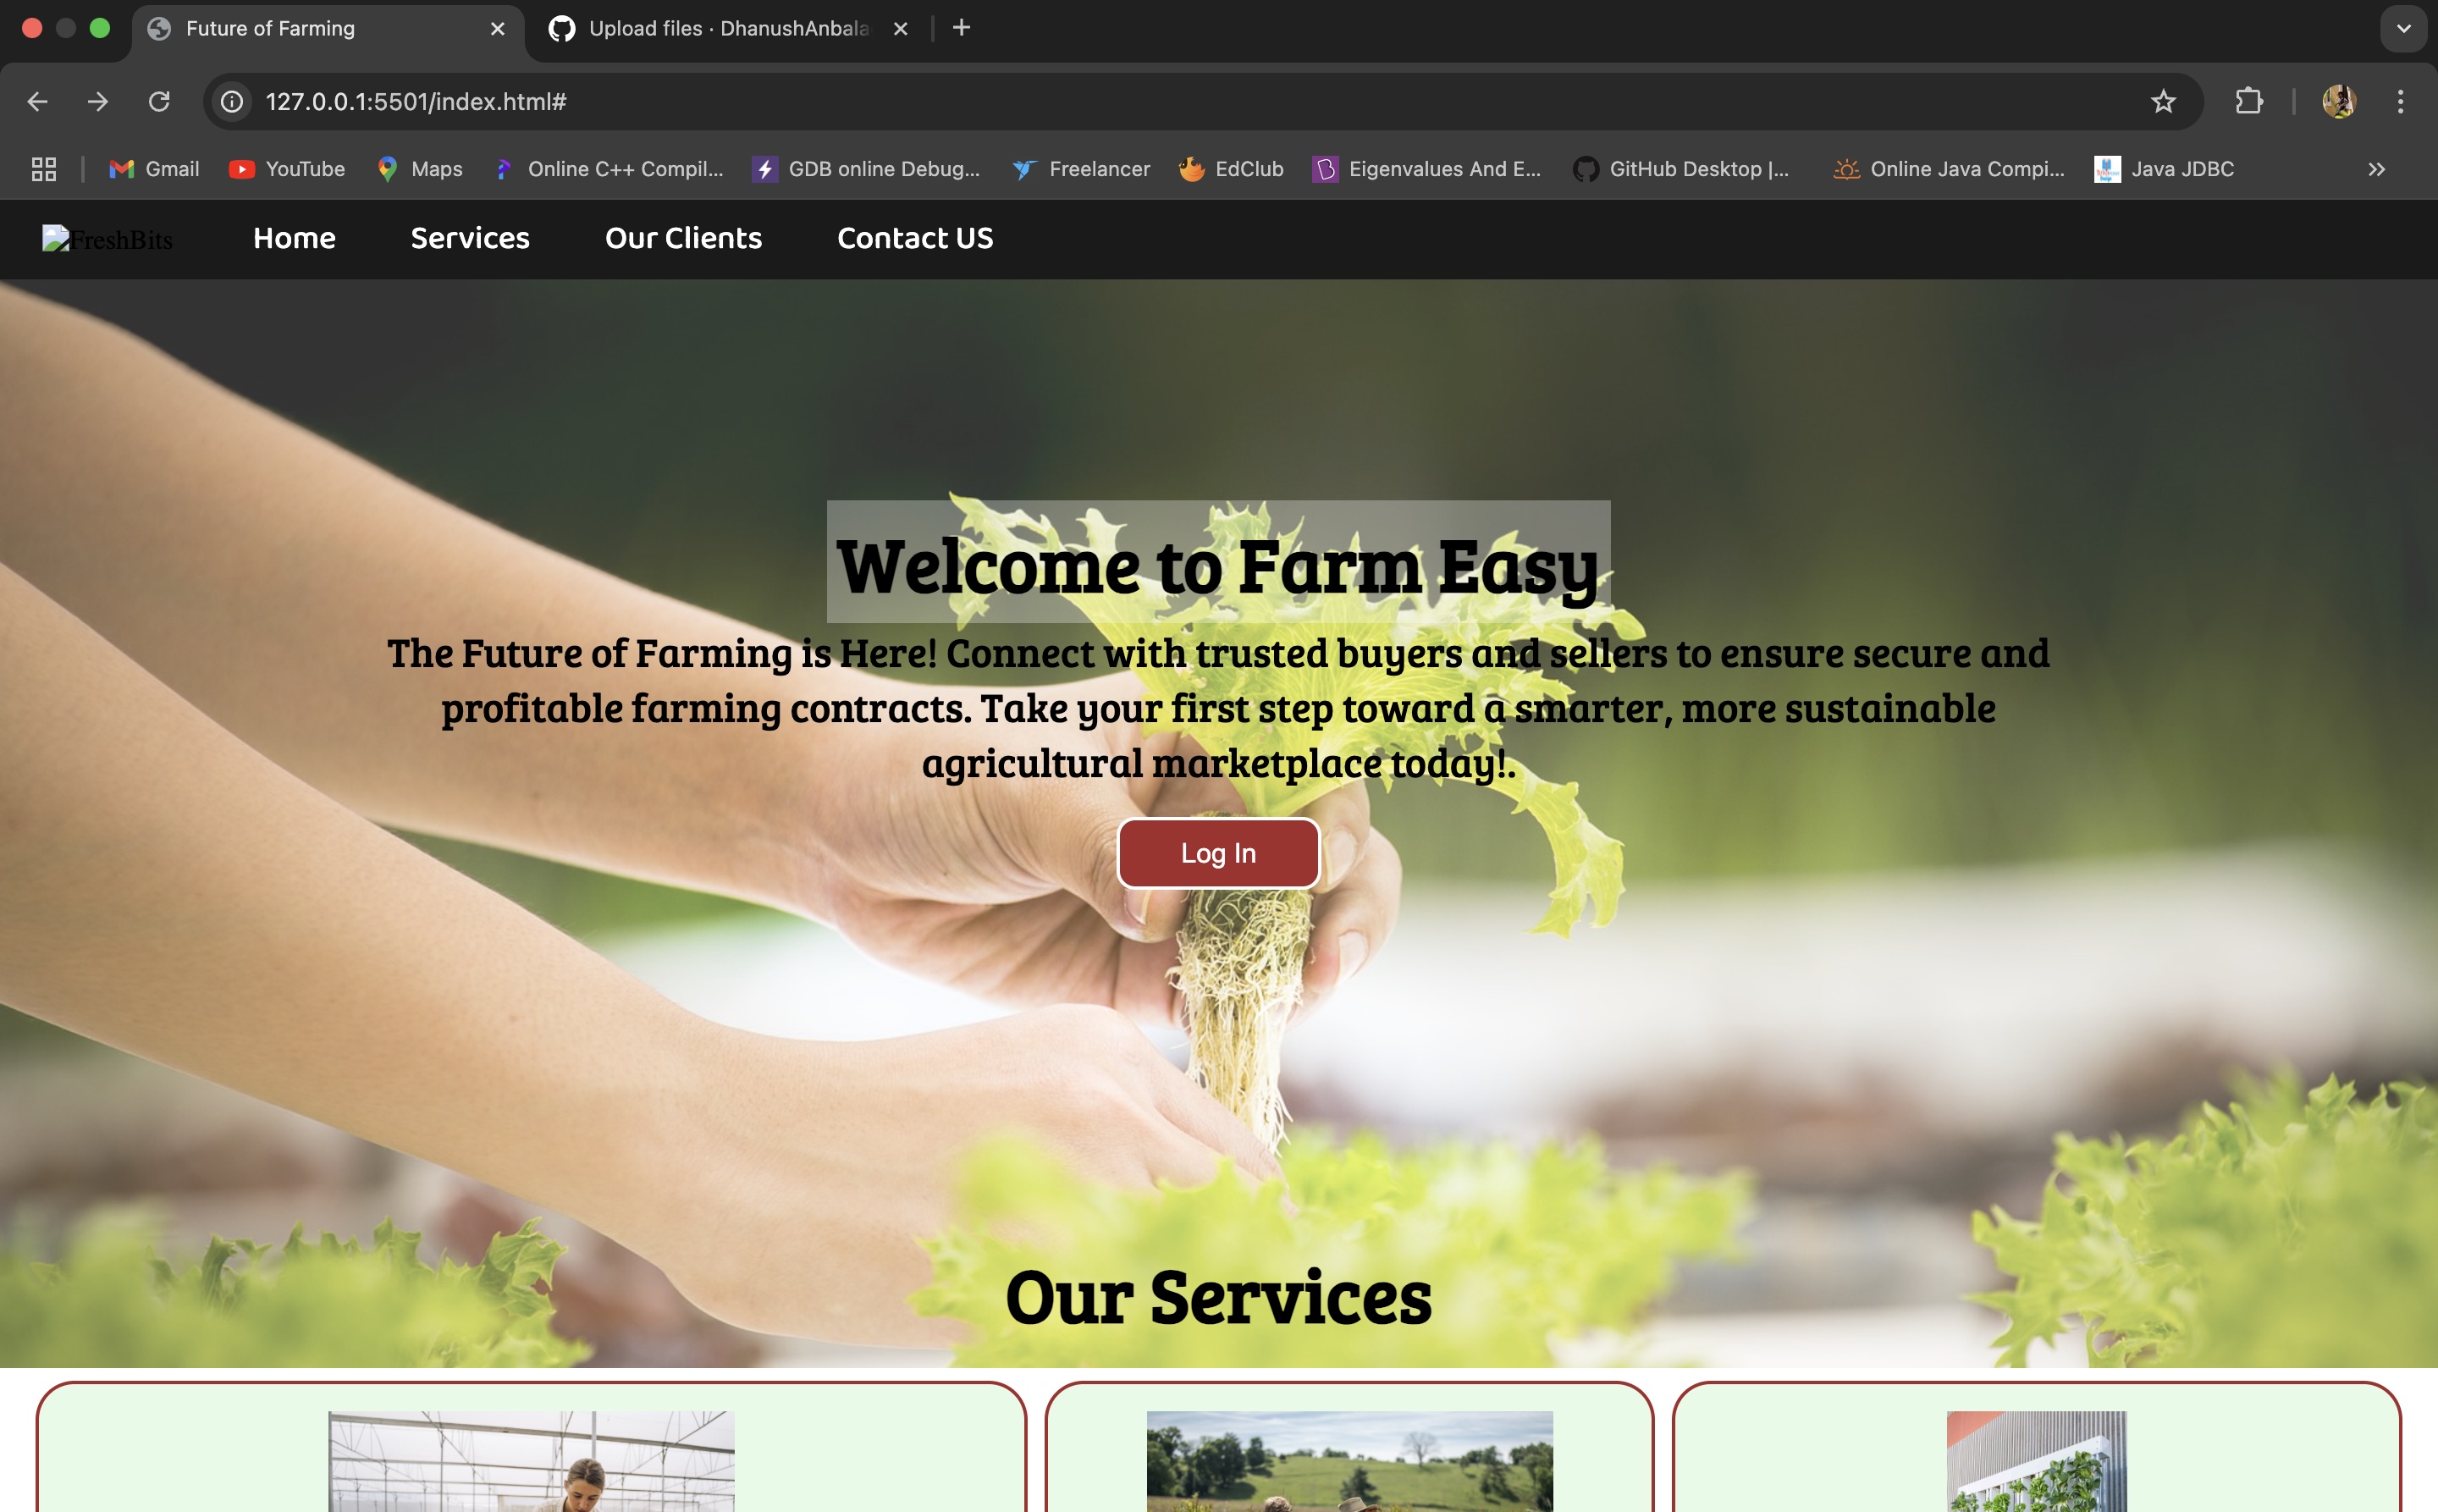 Future of Farming
Upload files · DhanushAnbala
127.0.0.1:5501/index.html#
Gmail
YouTube
Maps
Online C++ Compil...
GDB online Debug...
Freelancer
EdClub
Eigenvalues And E...
GitHub Desktop |...
Online Java Compi...
Java JDBC
FreshBits
Home
Services
Our Clients
Contact US
Welcome to Farm Easy
The Future of Farming is Here! Connect with trusted buyers and sellers to ensure secure and
profitable farming contracts. Take your first step toward a smarter, more sustainable
agricultural marketplace today!.
Log In
Our Services